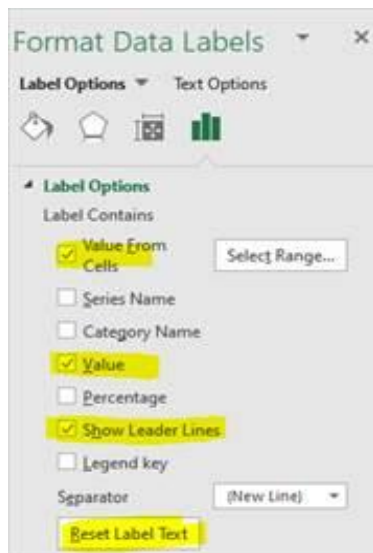 Format Data Labels
Label Options Text Options
Label Options
Label Contains
Value From
Cells
Select Range...
Series Name
Category Name
Value
Percentage
Show Leader Lines
Legend key
Separator (New Line)
Reset Label Text